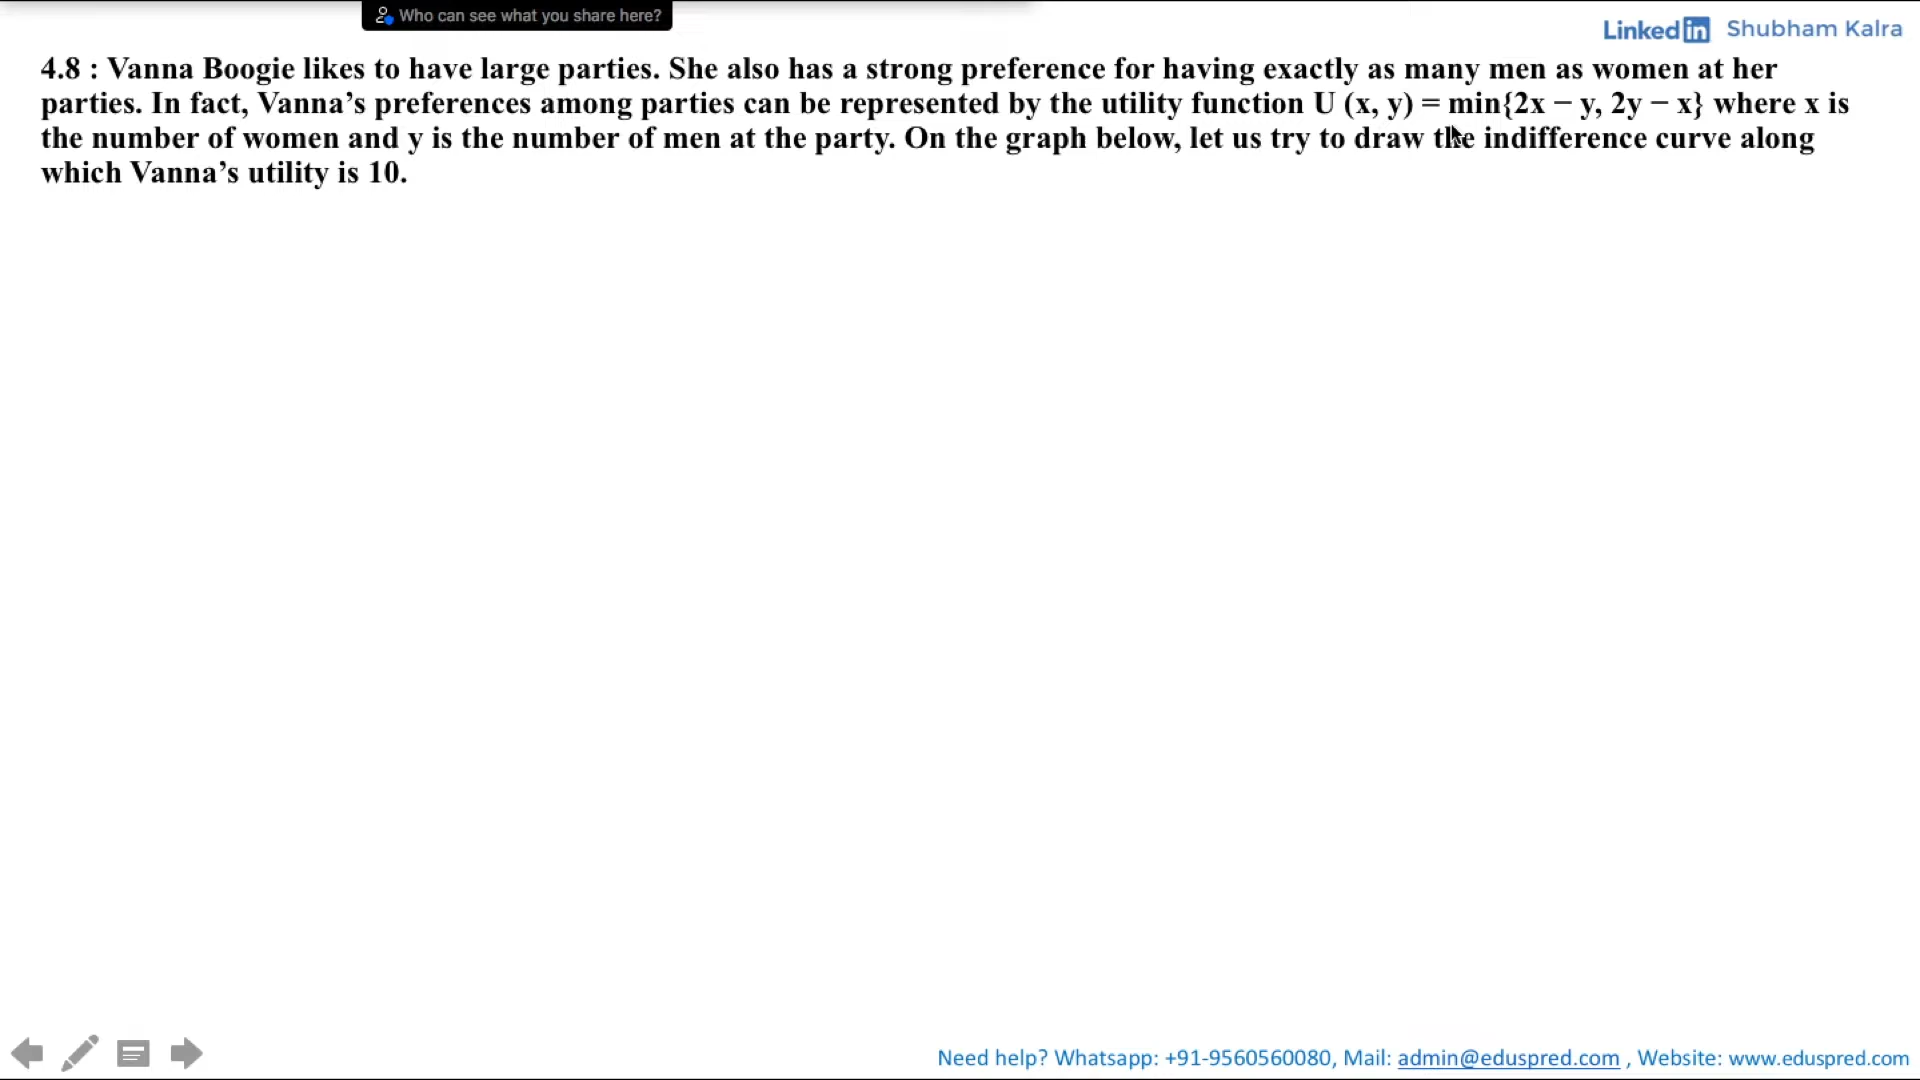 Who can see what you share here?
Linked in Shubham Kalra
4.8 : Vanna Boogie likes to have large parties. She also has a strong preference for having exactly as many men as women at her
parties. In fact, Vanna’s preferences among parties can be represented by the utility function U (x, y) = min{2x − y, 2y − x} where x is
the number of women and y is the number of men at the party. On the graph below, let us try to draw the indifference curve along
which Vanna’s utility is 10.
Need help? Whatsapp: +91-9560560080, Mail: admin@eduspred.com , Website: www.eduspred.com